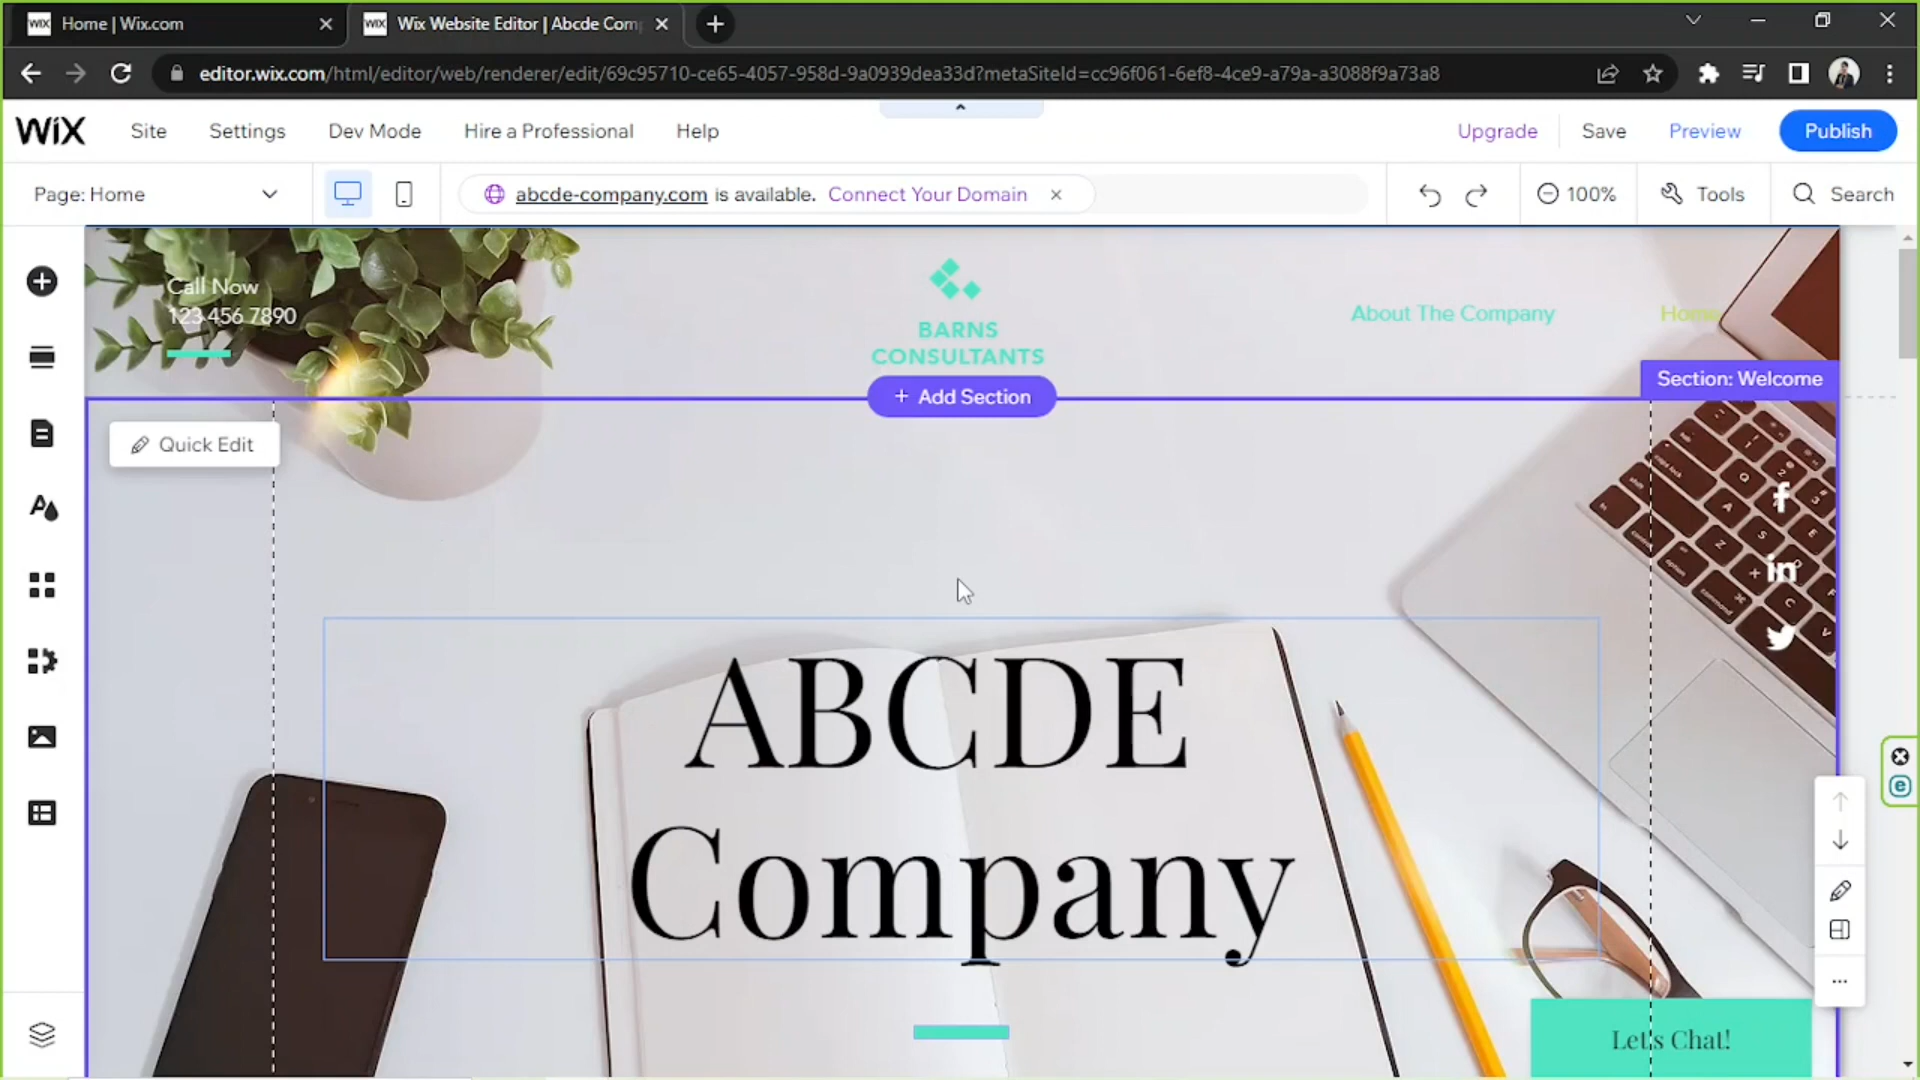 Home | Wix.com
Wix Website Editor | Abcde Com
editor.wix.com/html/editor/web/renderer/edit/69c95710-ce65-4057-958d-9a0939dea33d?metaSiteId=cc96f061-6ef8-4ce9-a79a-a3088f9a73a8
WiX Site Settings Dev Mode Hire a Professional Help Upgrade Save Preview Publish
Page: Home abcde-company.com is available. Connect Your Domain 100% Tools Search
Call Now
123 456 7890
BARNS
CONSULTANTS
About The Company Home
Section: Welcome
+ Add Section
Quick Edit
ABCDE
Company
Let's Chat!